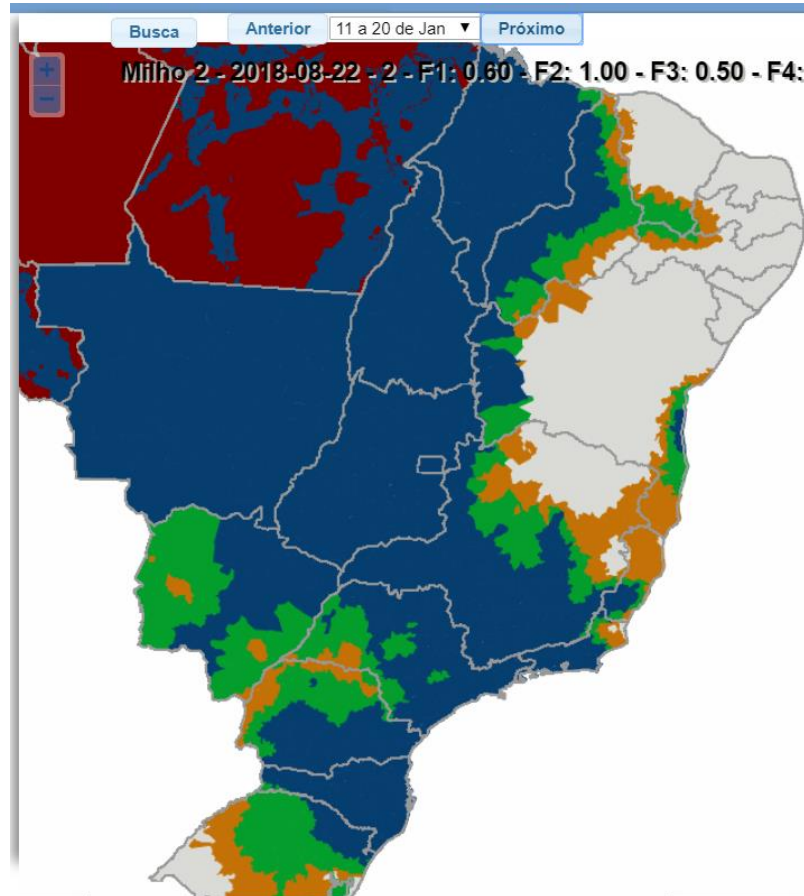 Busca Anterior 11 a 20 de Jan Próximo
Milho 2 - 2018-08-22 - 2 - F1: 0.60 - F2: 1.00 - F3: 0.50 - F4: